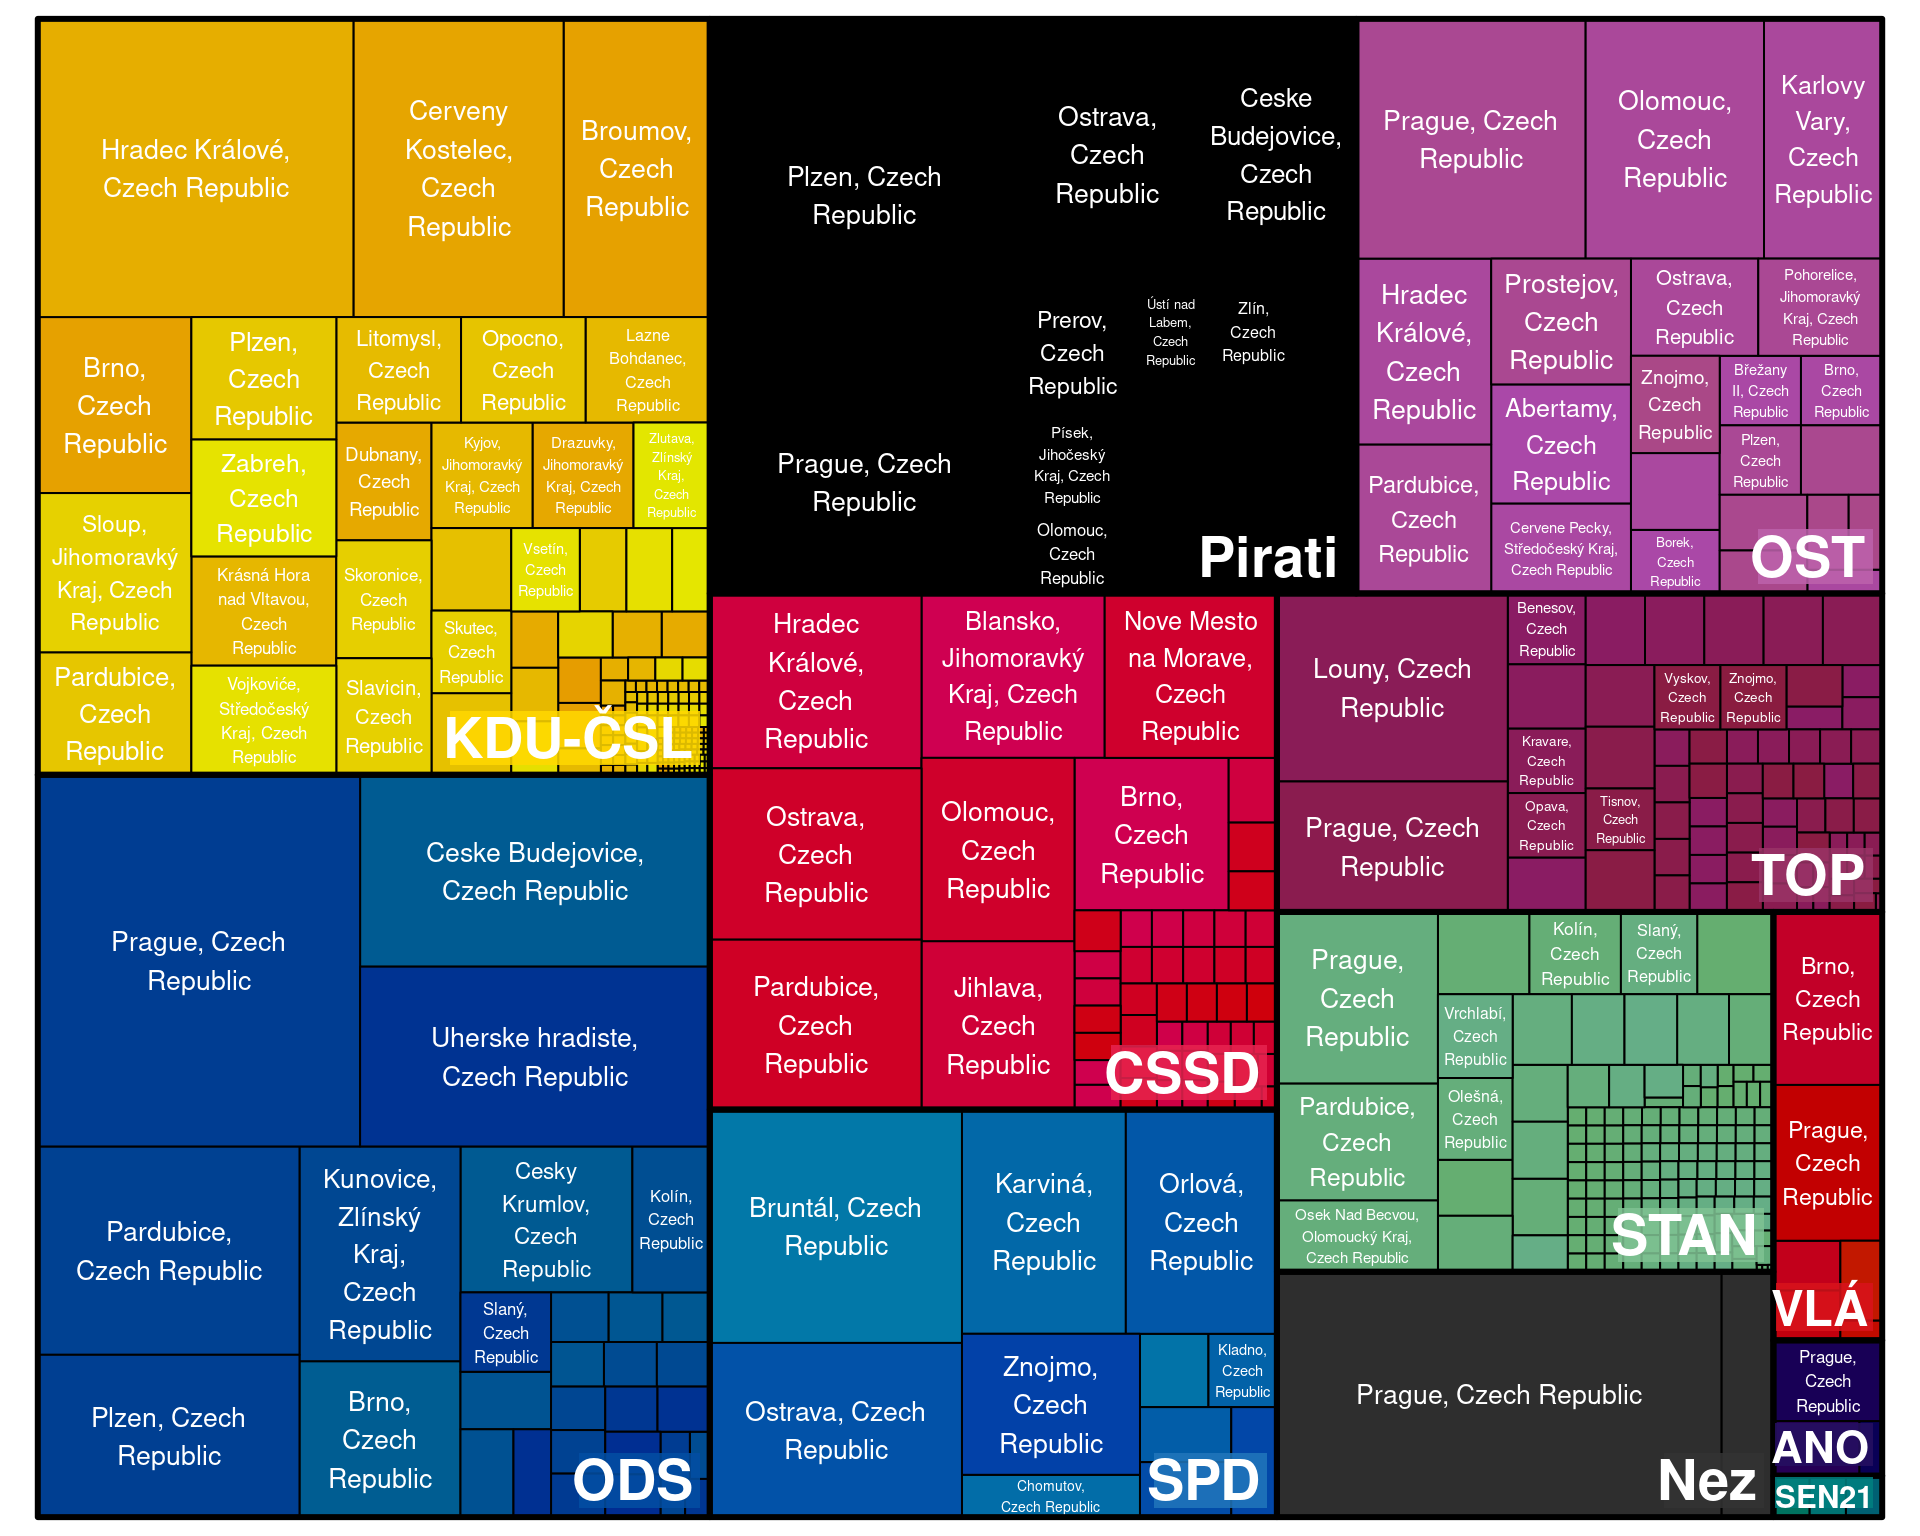 Hradec Králové,
Czech Republic
Cerveny
Kostelec,
Czech
Republic
Broumov,
Czech
Republic
Brno,
Czech
Republic
Plzen,
Czech
Republic
Litomysl,
Czech
Republic
Opocno,
Czech
Republic
Lazne
Bohdanec,
Czech
Republic
Zabreh,
Czech
Republic
Dubnany,
Czech
Republic
Kyjov,
Jihomoravký
Kraj, Czech
Republic
Drazuvky,
Jihomoravký
Kraj, Czech
Republic
Zlutava,
Zlínský
Kraj,
Czech
Republic
Sloup,
Jihomoravký
Kraj, Czech
Republic
Krásná Hora
nad Vltavou,
Czech
Republic
Skoronice,
Czech
Republic
Vsetín,
Czech
Republic
Skutec,
Czech
Republic
Pardubice,
Czech
Republic
Vojkoviće,
Středočeský
Kraj, Czech
Republic
Slavicin,
Czech
Republic
KDU-ČSL
Plzen, Czech
Republic
Ostrava,
Czech
Republic
Ceske
Budejovice,
Czech
Republic
Prague, Czech
Republic
Prerov,
Czech
Republic
Ústí nad
Labem,
Czech
Republic
Zlín,
Czech
Republic
Písek,
Jihočeský
Kraj, Czech
Republic
Olomouc,
Czech
Republic
Pirati
Prague, Czech
Republic
Olomouc,
Czech
Republic
Karlovy
Vary,
Czech
Republic
Hradec
Králové,
Czech
Republic
Prostejov,
Czech
Republic
Ostrava,
Czech
Republic
Pohorelice,
Jihomoravký
Kraj, Czech
Republic
Abertamy,
Czech
Republic
Znojmo,
Czech
Republic
Břežany
II, Czech
Republic
Brno,
Czech
Republic
Plzen,
Czech
Republic
Pardubice,
Czech
Republic
Cervene Pecky,
Středočeský Kraj,
Czech Republic
Borek,
Czech
Republic
OST
Prague, Czech
Republic
Ceske Budejovice,
Czech Republic
Uherske hradiste,
Czech Republic
Pardubice,
Czech Republic
Kunovice,
Zlínský
Kraj,
Czech
Republic
Cesky
Krumlov,
Czech
Republic
Kolín,
Czech
Republic
Slaný,
Czech
Republic
Plzen, Czech
Republic
Brno,
Czech
Republic
ODS
Hradec
Králové,
Czech
Republic
Blansko,
Jihomoravký
Kraj, Czech
Republic
Nove Mesto
na Morave,
Czech
Republic
Ostrava,
Czech
Republic
Olomouc,
Czech
Republic
Brno,
Czech
Republic
Pardubice,
Czech
Republic
Jihlava,
Czech
Republic
CSSD
Louny, Czech
Republic
Benesov,
Czech
Republic
Vyskov,
Czech
Republic
Znojmo,
Czech
Republic
Kravare,
Czech
Republic
Prague, Czech
Republic
Opava,
Czech
Republic
Tisnov,
Czech
Republic
TOP
Bruntál, Czech
Republic
Karviná,
Czech
Republic
Orlová,
Czech
Republic
Ostrava, Czech
Republic
Znojmo,
Czech
Republic
Kladno,
Czech
Republic
Chomutov,
Czech Republic
SPD
Prague,
Czech
Republic
Kolín,
Czech
Republic
Slaný,
Czech
Republic
Vrchlabí,
Czech
Republic
Pardubice,
Czech
Republic
Olešná,
Czech
Republic
Osek Nad Becvou,
Olomoucký Kraj,
Czech Republic
STAN
Brno,
Czech
Republic
Prague,
Czech
Republic
VLÁ
Prague, Czech Republic
Nez
Prague,
Czech
Republic
ANO
SEN21